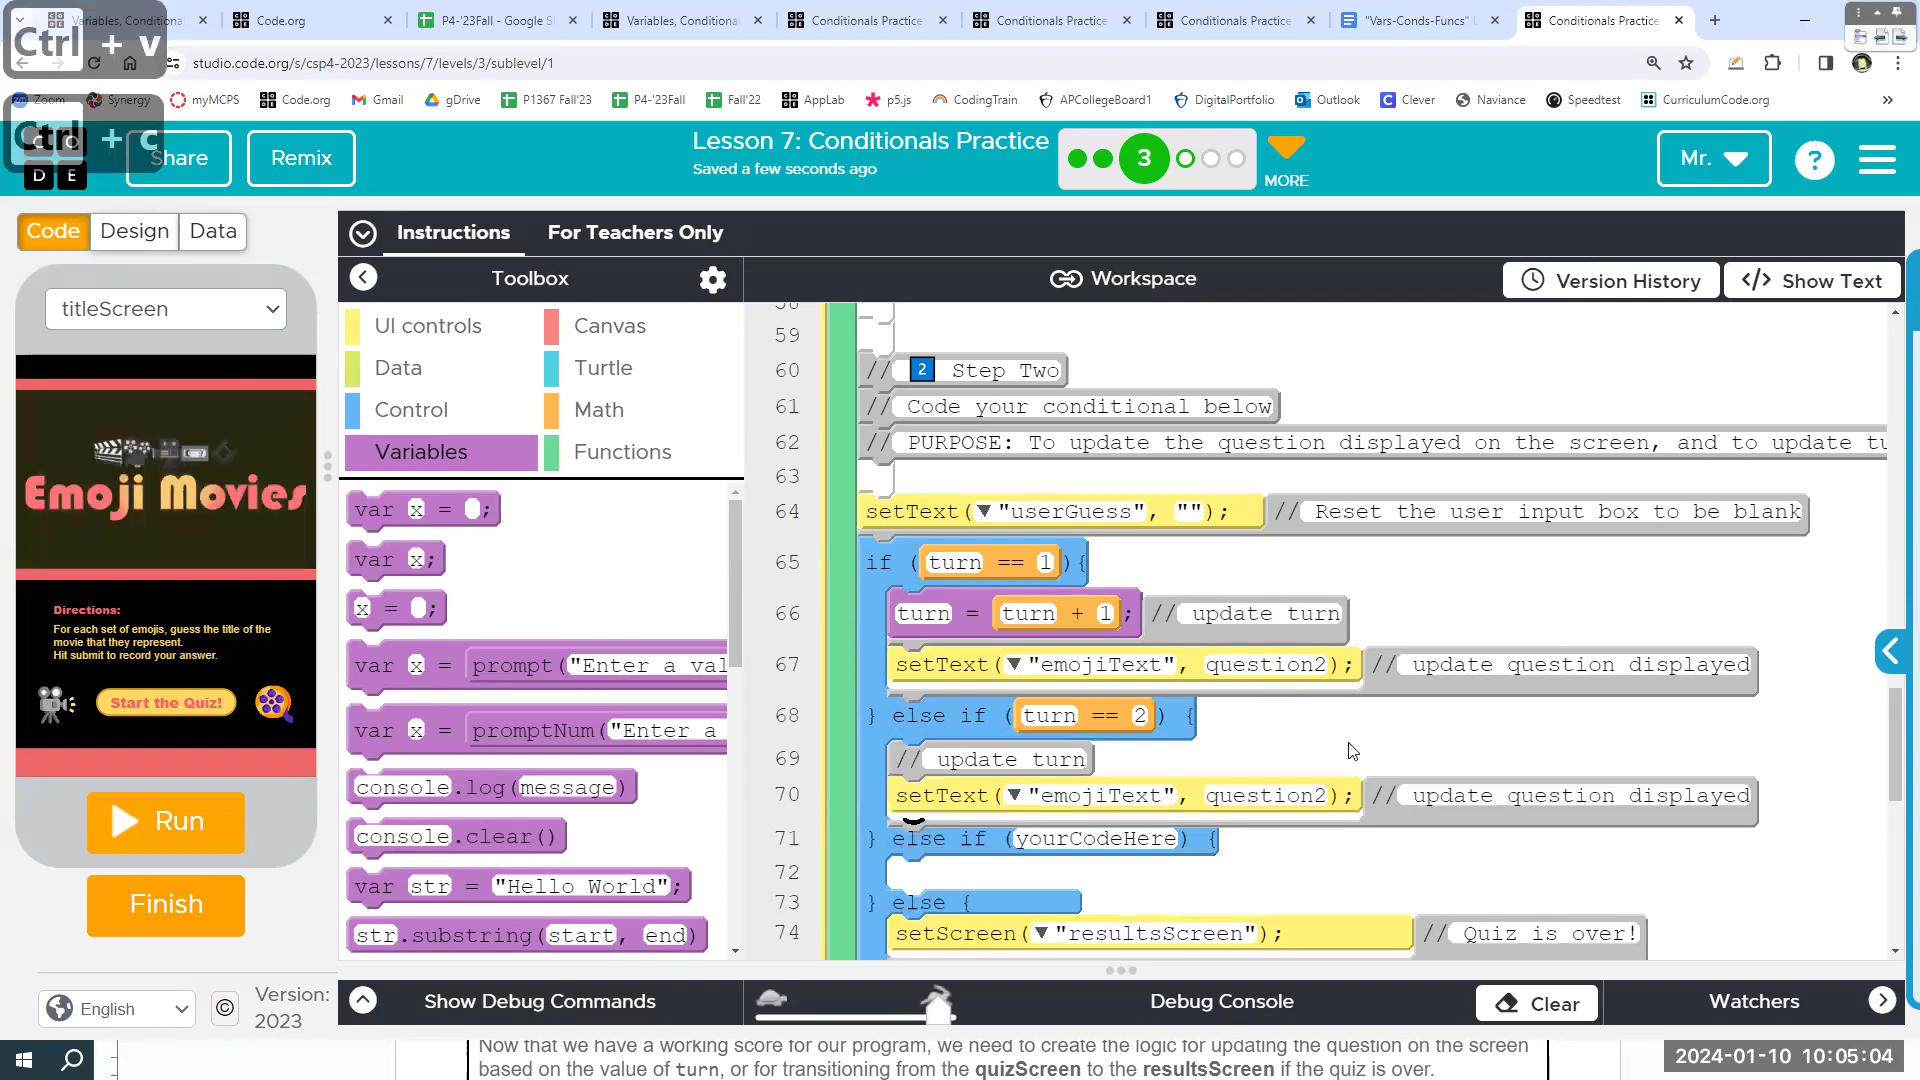 Variables, Conditiona
Code.org
P4-'23Fall - Google S
Variables, Conditiona
Conditionals Practice
Conditionals Practice
Conditionals Practice
"Vars-Conds-Funcs"
Conditionals Practice
Ctrl + v
studio.code.org/s/csp4-2023/lessons/7/levels/3/sublevel/1
Zoom
Synergy
myMCPS
Code.org
Gmail
gDrive
P1367 Fall'23
P4-'23Fall
Fall'22
AppLab
p5.js
CodingTrain
APCollegeBoard1
DigitalPortfolio
Outlook
Clever
Naviance
Speedtest
CurriculumCode.org
Ctrl + c
C O
D E
Share
Remix
Lesson 7: Conditionals Practice
Saved a few seconds ago
3
MORE
Mr.
?
Code
Design
Data
Instructions
For Teachers Only
Toolbox
Workspace
Version History
</> Show Text
titleScreen
Emoji Movies
Directions:
For each set of emojis, guess the title of the
movie that they represent.
Hit submit to record your answer.
Start the Quiz!
Run
Finish
English
©
Version:
2023
UI controls
Canvas
Data
Turtle
Control
Math
Variables
Functions
var x = ;
var x;
x = ;
var x = prompt("Enter a val
var x = promptNum("Enter a
console.log(message)
console.clear()
var str = "Hello World";
str.substring(start, end)
58
59
60 // 2 Step Two
61 // Code your conditional below
62 // PURPOSE: To update the question displayed on the screen, and to update tu
63
64 setText("userGuess", ""); // Reset the user input box to be blank
65 if (turn == 1){
66 turn = turn + 1; // update turn
67 setText("emojiText", question2); // update question displayed
68 } else if (turn == 2) {
69 // update turn
70 setText("emojiText", question2); // update question displayed
71 } else if (yourCodeHere) {
72
73 } else {
74 setScreen("resultsScreen"); // Quiz is over!
Show Debug Commands
Debug Console
Clear
Watchers
Now that we have a working score for our program, we need to create the logic for updating the question on the screen
based on the value of turn, or for transitioning from the quizScreen to the resultsScreen if the quiz is over.
2024-01-10 10:05:04